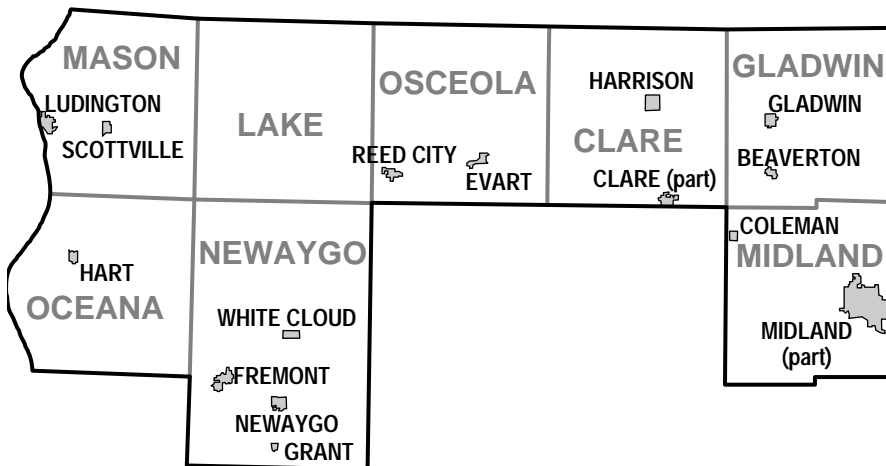 MASON
LUDINGTON
SCOTTVILLE
LAKE
OSCEOLA
REED CITY
EVART
HARRISON
CLARE
CLARE (part)
GLADWIN
GLADWIN
BEAVERTON
HART
OCEANA
NEWAYGO
WHITE CLOUD
FREMONT
NEWAYGO
GRANT
COLEMAN
MIDLAND
MIDLAND
(part)